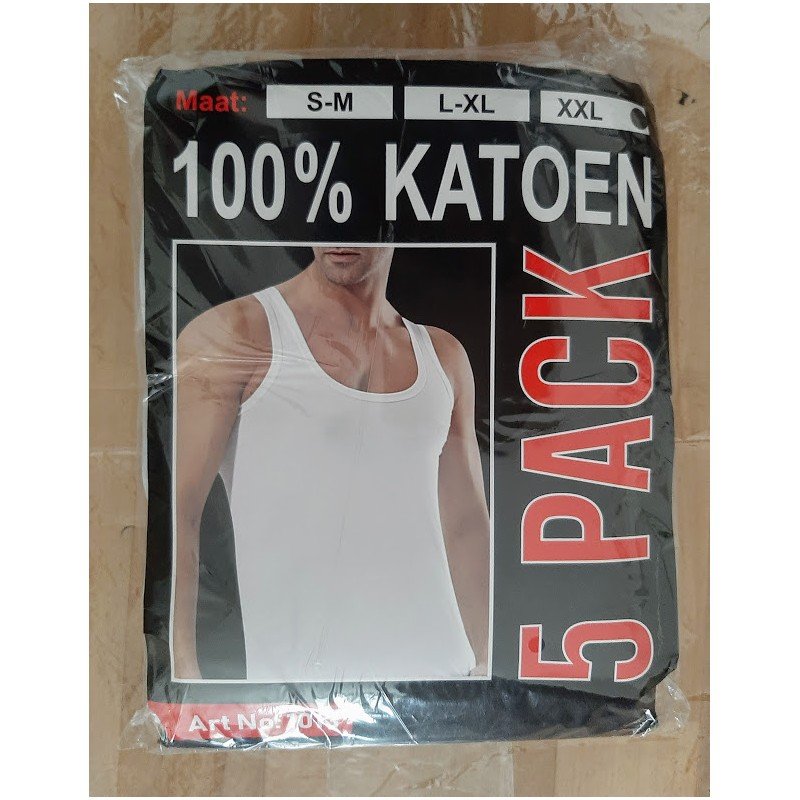 Maat: S-M L-XL XXL
100% KATOEN
5 PACK
Art No: